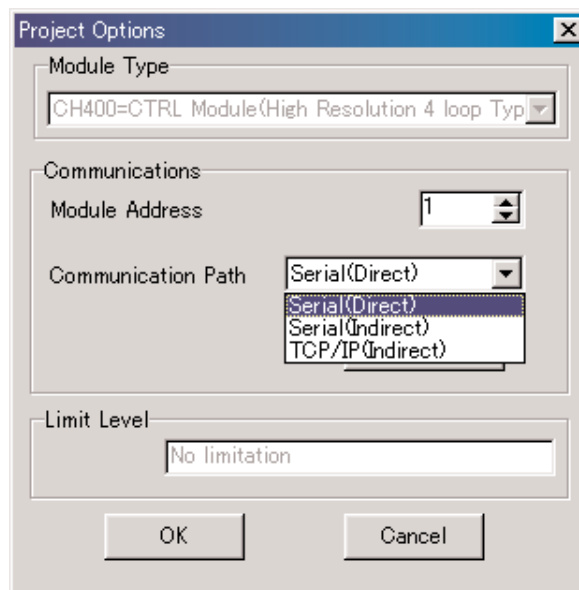 Project Options
Module Type
CH400=CTRL Module(High Resolution 4 loop Typ
Communications
Module Address
1
Communication Path
Serial(Direct)
Serial(Direct)
Serial(Indirect)
TCP/IP(Indirect)
Limit Level
No limitation
OK
Cancel